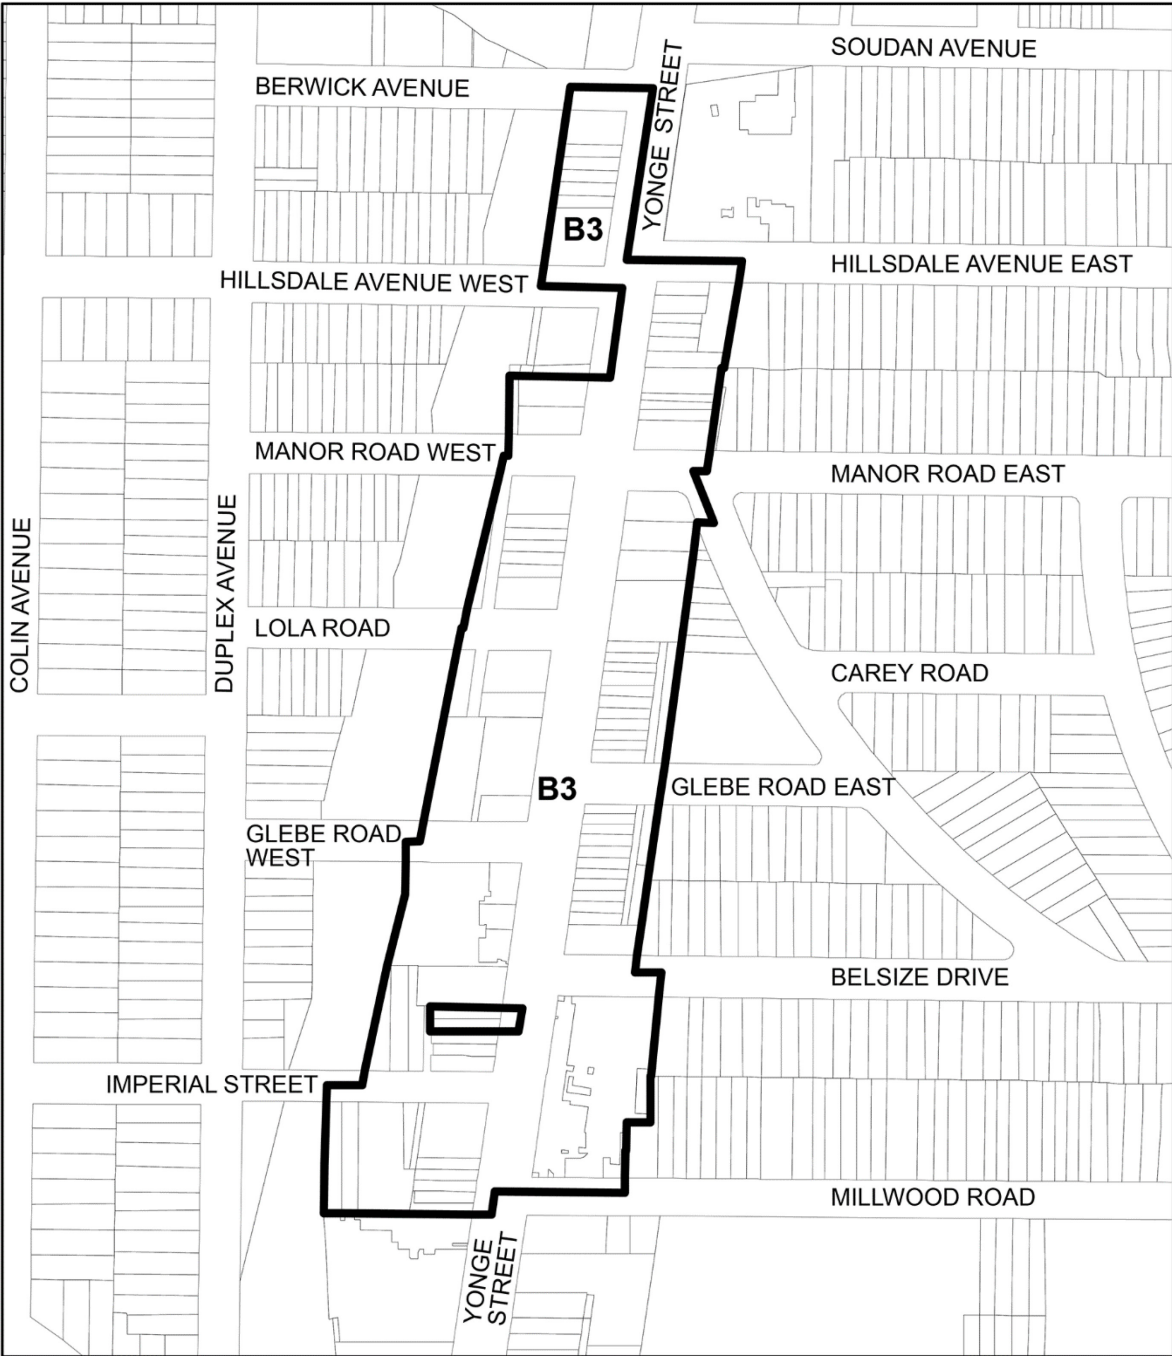 SOUDAN AVENUE
BERWICK AVENUE
YONGE STREET
B3
HILLSDALE AVENUE WEST
HILLSDALE AVENUE EAST
MANOR ROAD WEST
MANOR ROAD EAST
COLIN AVENUE
DUPLEX AVENUE
LOLA ROAD
CAREY ROAD
B3
GLEBE ROAD EAST
GLEBE ROAD
WEST
BELSIZE DRIVE
IMPERIAL STREET
MILLWOOD ROAD
YONGE
STREET